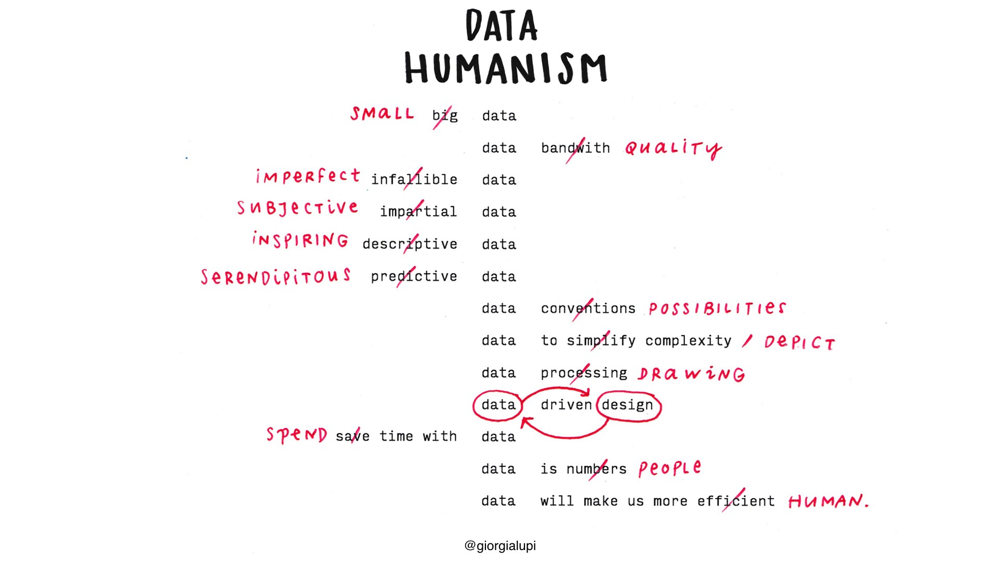 DATA
HUMANISM
SMALL big data
data bandwith QUALITY
iMPERFECT infallible data
SUBJECTIVE impartial data
iNSPIRING descriptive data
SERENDIPITOUS predictive data
data conventions POSSIBILITIES
data to simplify complexity / DEPICT
data processing DRAWING
data driven design
SPEND save time with data
data is numbers PEOPLE
data will make us more efficient HUMAN.
@giorgialupi